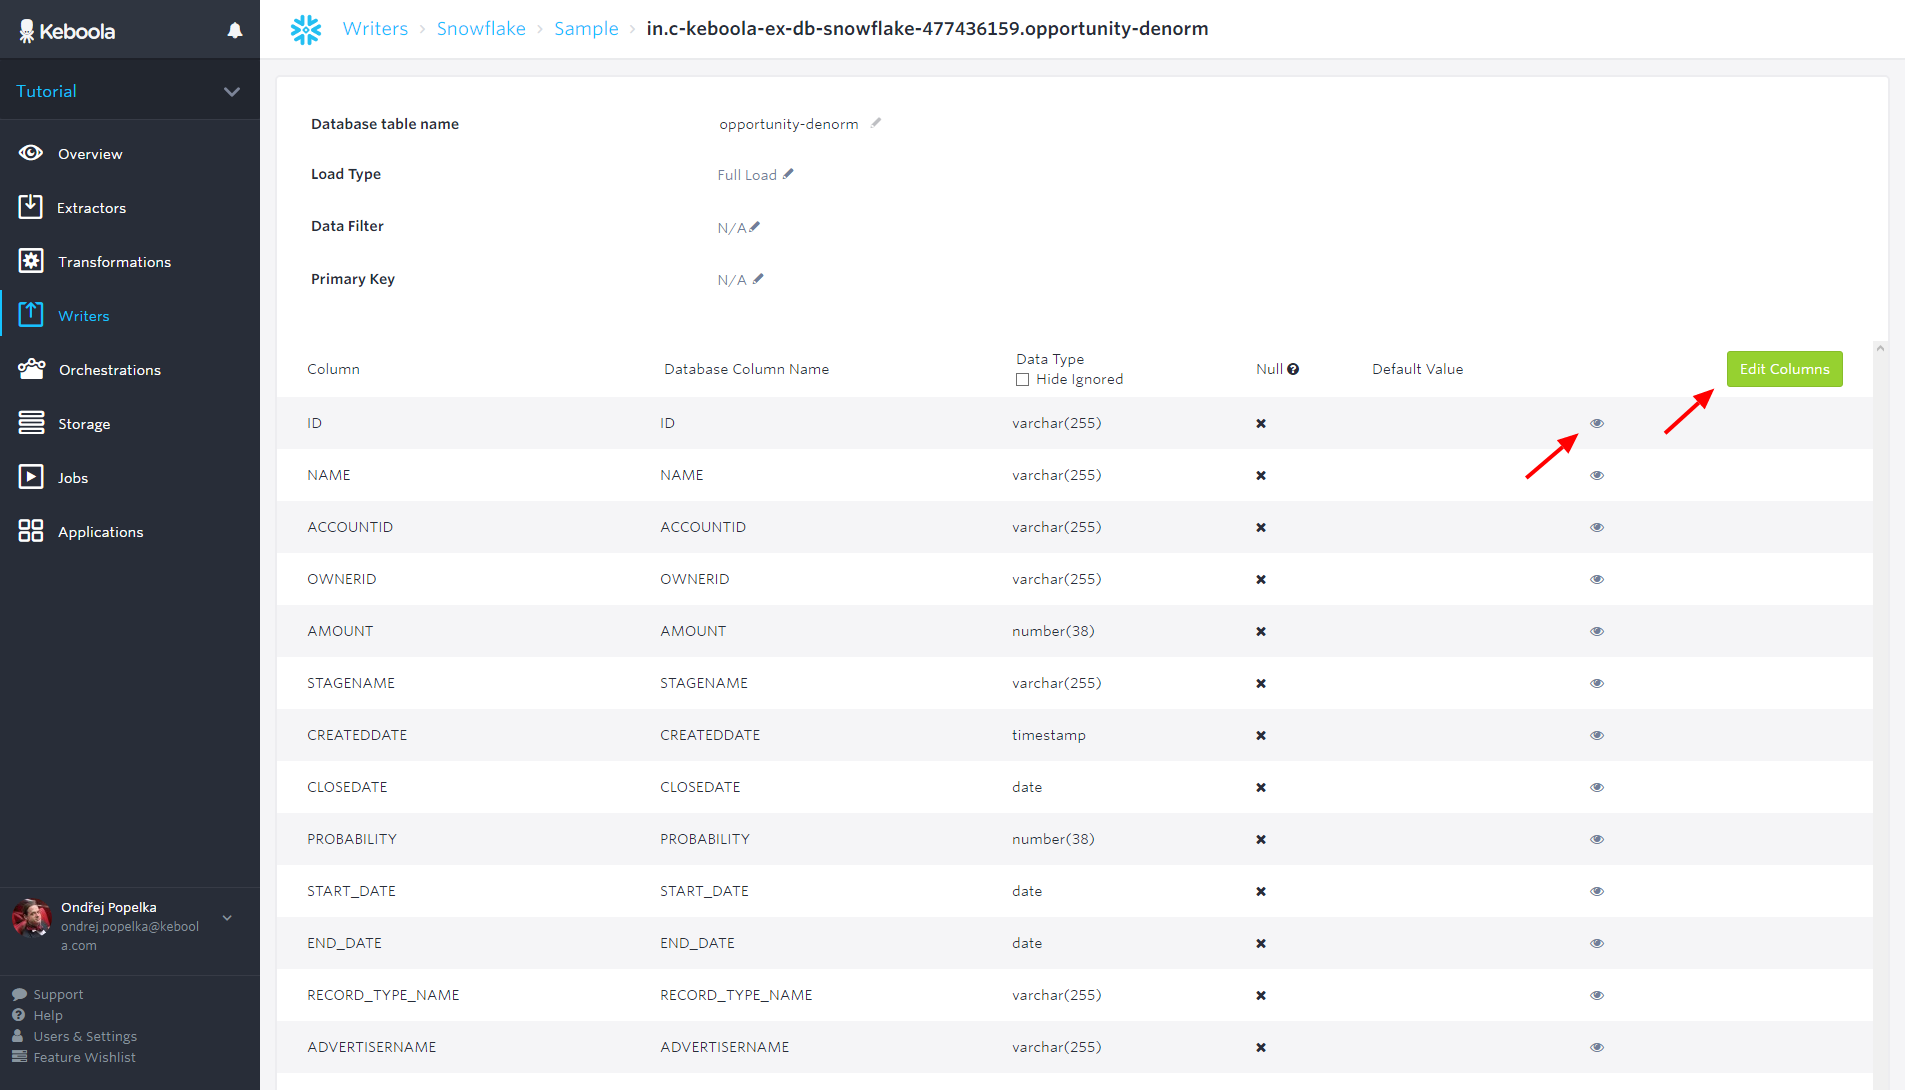 Keboola
Tutorial
Overview
Extractors
Transformations
Writers
Orchestrations
Storage
Jobs
Applications
Ondřej Popelka
ondrej.popelka@kebool
a.com
Support
Help
Users & Settings
Feature Wishlist
Writers › Snowflake › Sample › in.c-keboola-ex-db-snowflake-477436159.opportunity-denorm
Database table name opportunity-denorm
Load Type Full Load
Data Filter N/A
Primary Key N/A
Column Database Column Name Data Type Hide Ignored Null Default Value Edit Columns
ID ID varchar(255)
NAME NAME varchar(255)
ACCOUNTID ACCOUNTID varchar(255)
OWNERID OWNERID varchar(255)
AMOUNT AMOUNT number(38)
STAGENAME STAGENAME varchar(255)
CREATEDDATE CREATEDDATE timestamp
CLOSEDATE CLOSEDATE date
PROBABILITY PROBABILITY number(38)
START_DATE START_DATE date
END_DATE END_DATE date
RECORD_TYPE_NAME RECORD_TYPE_NAME varchar(255)
ADVERTISERNAME ADVERTISERNAME varchar(255)